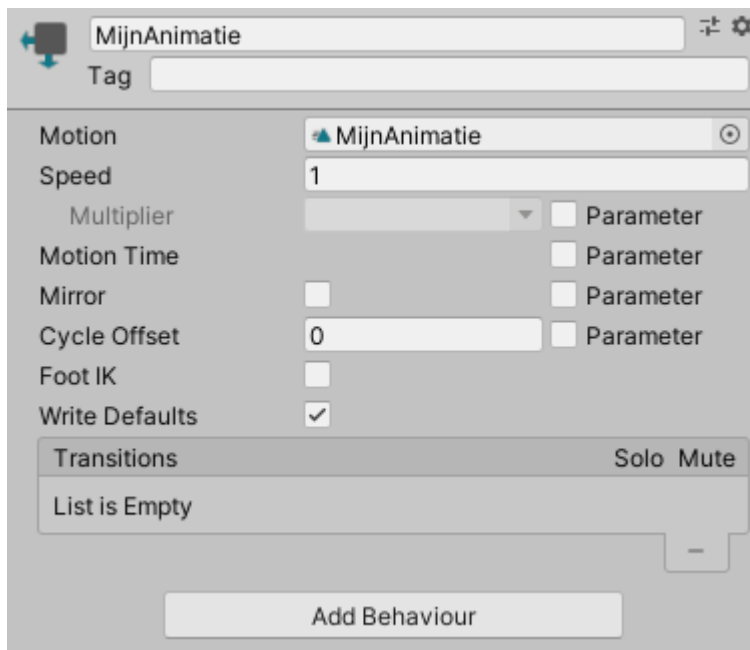 MijnAnimatie
Tag
Motion MijnAnimatie
Speed 1
Multiplier Parameter
Motion Time Parameter
Mirror Parameter
Cycle Offset 0 Parameter
Foot IK
Write Defaults
Transitions Solo Mute
List is Empty
Add Behaviour